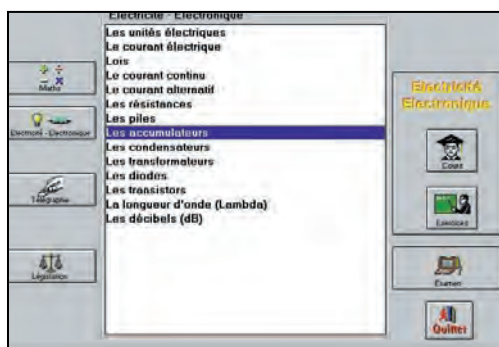 Electricité - Electronique
Les unités électriques
Le courant électrique
Lois
Le courant continu
Le courant alternatif
Les résistances
Les piles
Les accumulateurs
Les condensateurs
Les transformateurs
Les diodes
Les transistors
La longueur d'onde (Lambda)
Les décibels (dB)
Maths
Electricité - Electronique
Télégraphie
Législation
Electricité
Electronique
Cours
Exercices
Examen
Quitter